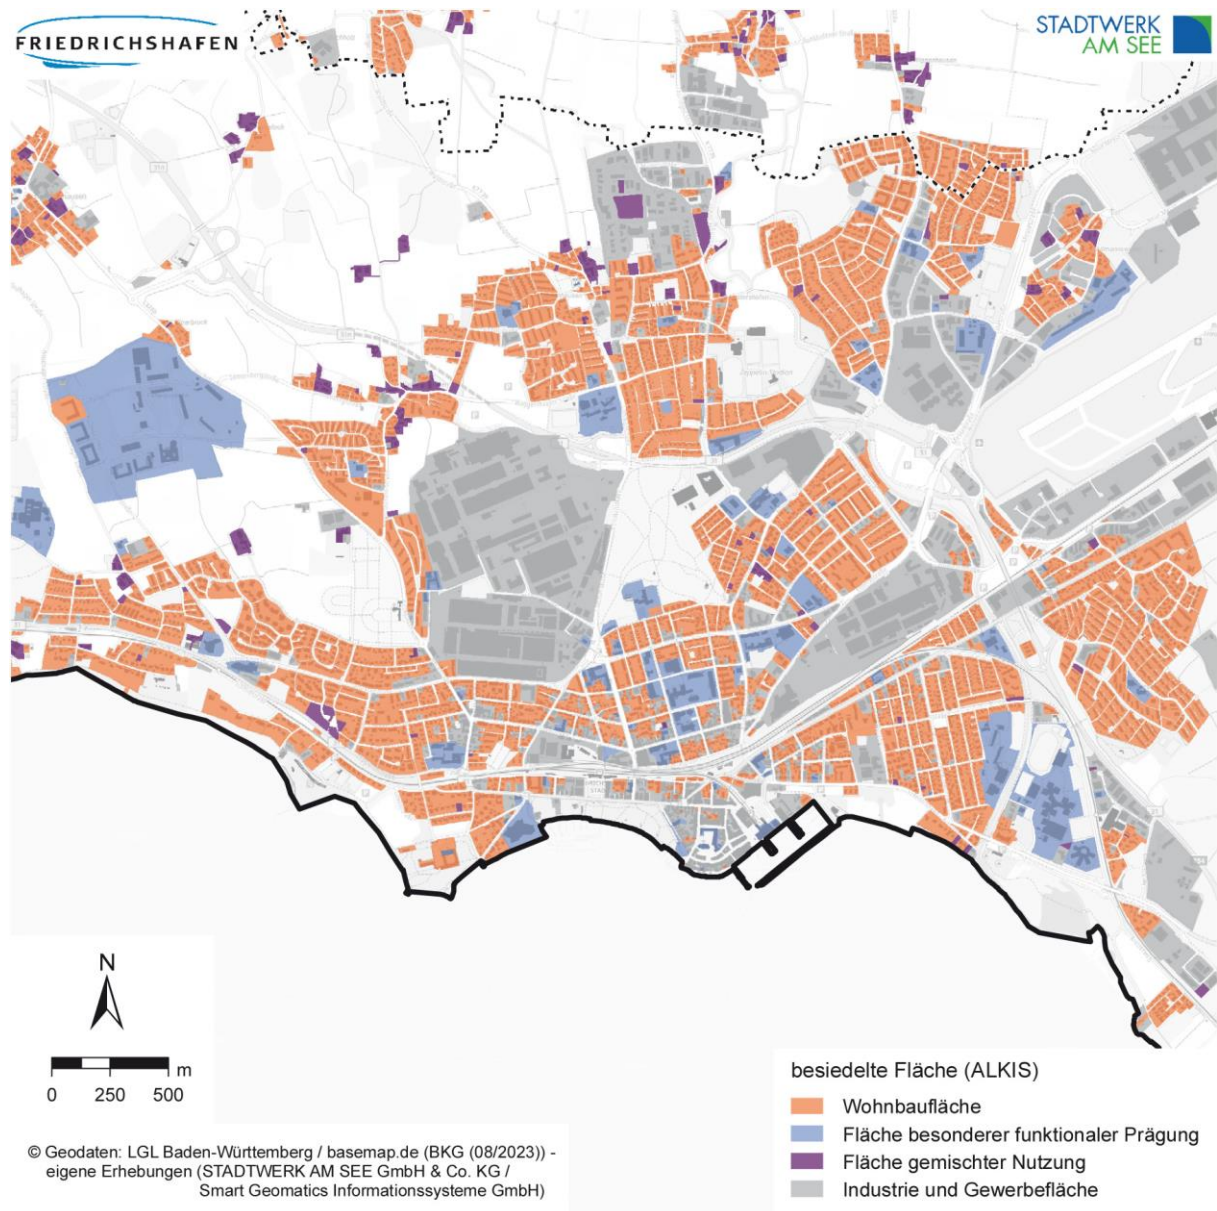 FRIEDRICHSHAFEN
STADTWERK
AM SEE
N
m
0 250 500
© Geodaten: LGL Baden-Württemberg / basemap.de (BKG (08/2023)) -
eigene Erhebungen (STADTWERK AM SEE GmbH & Co. KG /
Smart Geomatics Informationssysteme GmbH)
besiedelte Fläche (ALKIS)
Wohnbaufläche
Fläche besonderer funktionaler Prägung
Fläche gemischter Nutzung
Industrie und Gewerbefläche